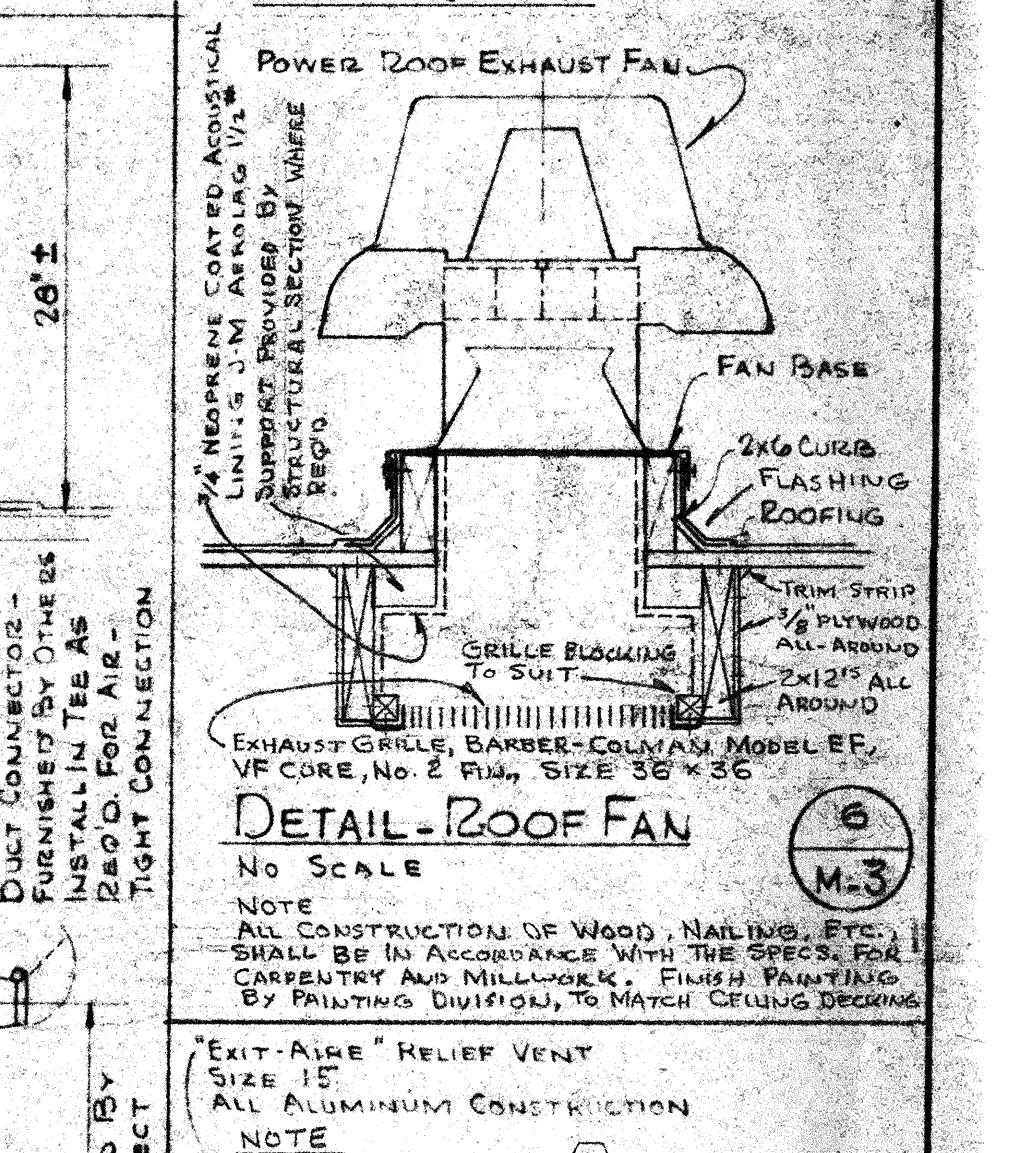 POWER ROOF EXHAUST FAN
3/4" NEOPRENE COATED ACOUSTICAL
LINING J-M AEROLAG 1 1/2 #
SUPPORT PROVIDED BY
STRUCTURAL SECTION WHERE
REQ'D.
28" ±
FAN BASE
2x6 CURB
FLASHING
ROOFING
TRIM STRIP
3/8" PLYWOOD
ALL-AROUND
2x12'S ALL
AROUND
GRILLE BLOCKING
TO SUIT
EXHAUST GRILLE, BARBER-COLMAN MODEL EF,
VF CORE, NO. 2 FIN., SIZE 36 x 36
DETAIL-ROOF FAN
NO SCALE
6
M-3
NOTE
ALL CONSTRUCTION OF WOOD, NAILING, ETC.,
SHALL BE IN ACCORDANCE WITH THE SPECS. FOR
CARPENTRY AND MILLWORK. FINISH PAINTING
BY PAINTING DIVISION, TO MATCH CEILING DECKING
DUCT CONNECTOR-
FURNISHED BY OTHERS
INSTALL IN TEE AS
REQ'D. FOR AIR-
TIGHT CONNECTION
"EXIT-AIRE" RELIEF VENT
SIZE 15
ALL ALUMINUM CONSTRUCTION
NOTE
BY